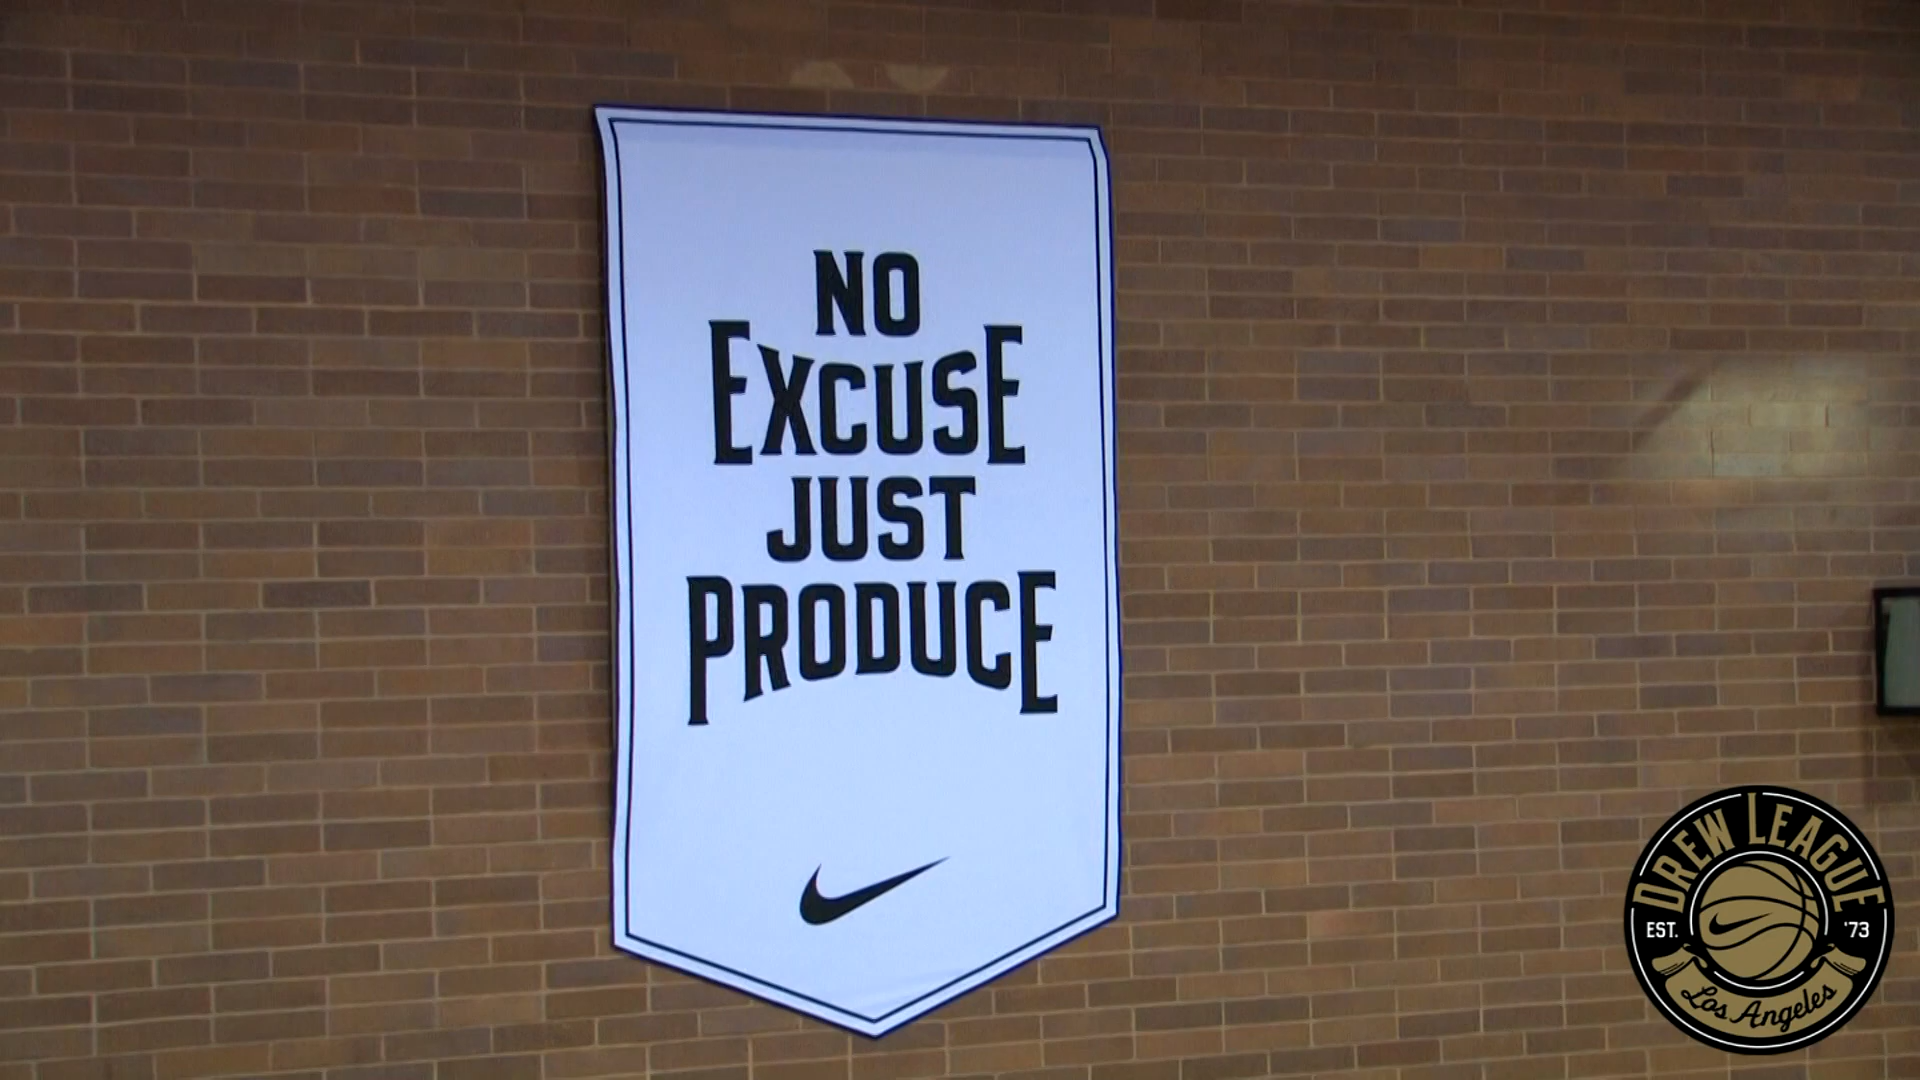 NO
EXCUSE
JUST
PRODUCE
DREW LEAGUE
EST. '73
Los Angeles